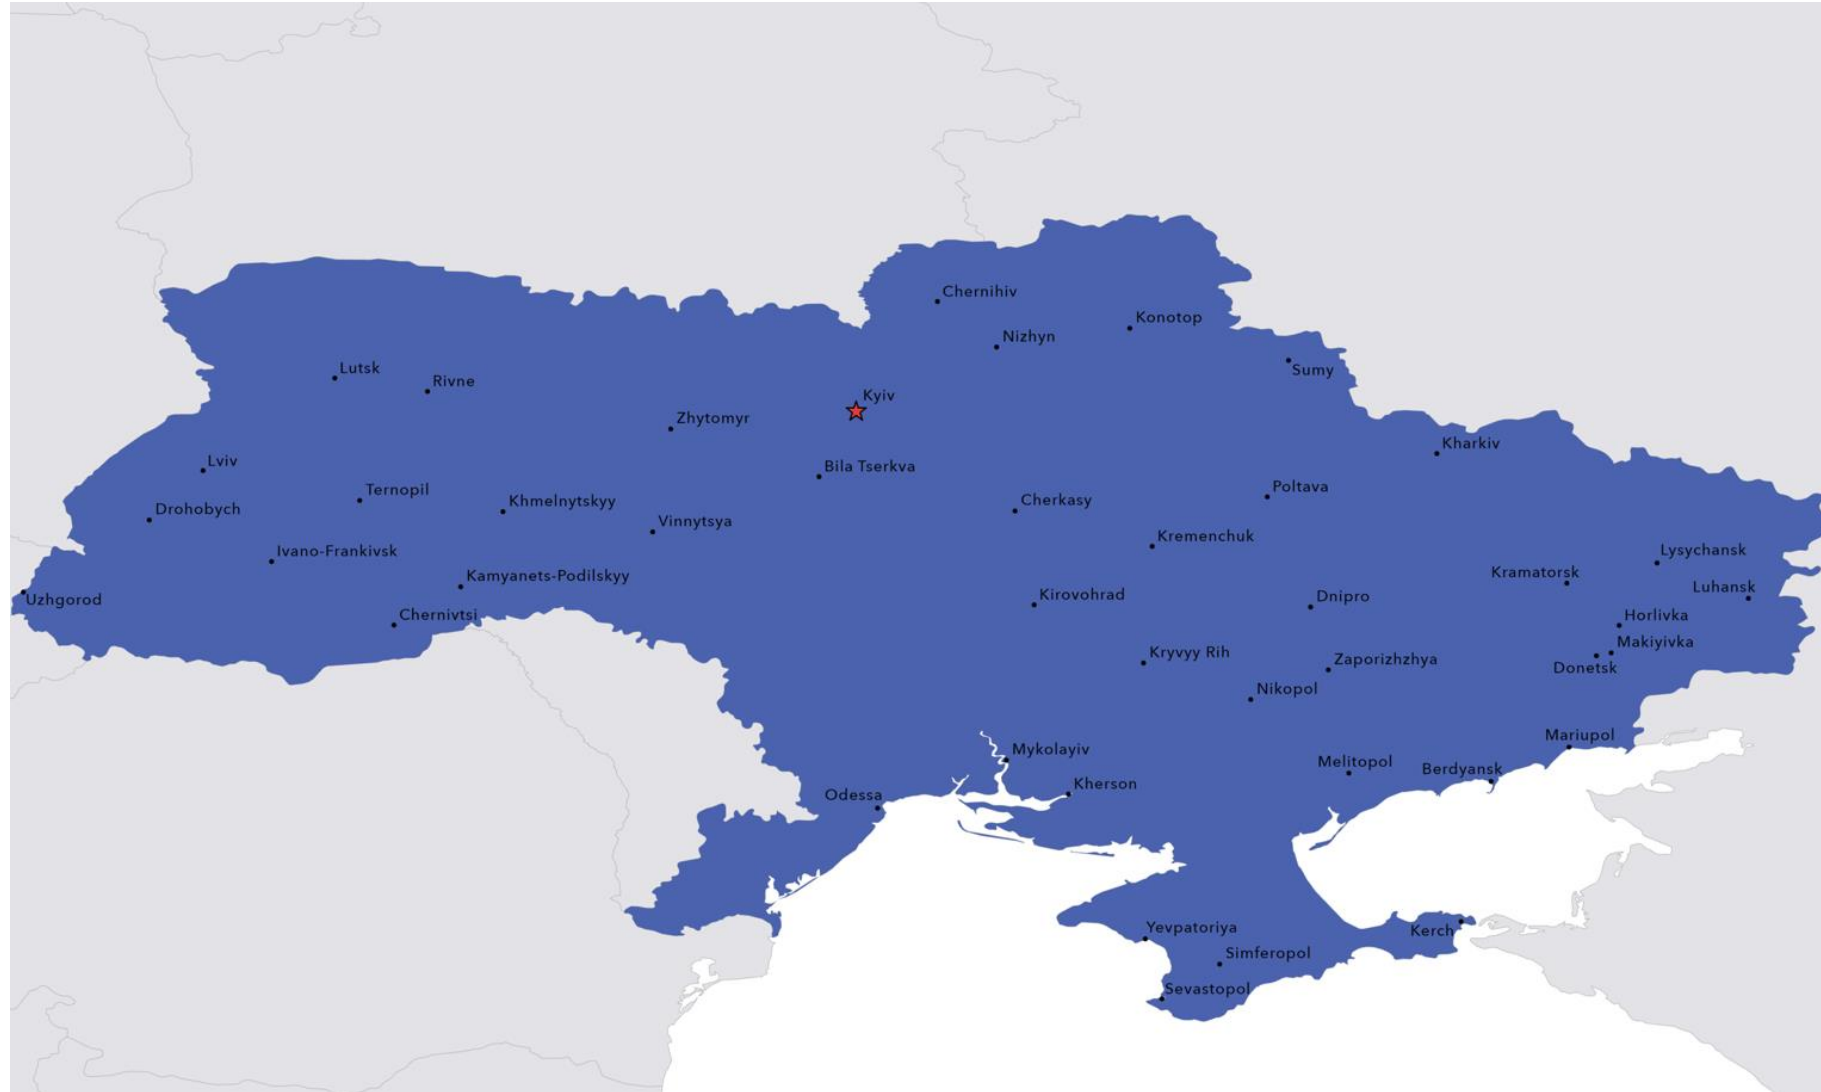 Chernihiv
Konotop
Nizhyn
Lutsk
Rivne
Sumy
Kyiv
Zhytomyr
Kharkiv
Lviv
Bila Tserkva
Ternopil
Poltava
Khmelnytskyy
Cherkasy
Drohobych
Vinnytsya
Kremenchuk
Ivano-Frankivsk
Lysychansk
Kramatorsk
Kamyanets-Podilskyy
Luhansk
Uzhgorod
Kirovohrad
Dnipro
Chernivtsi
Horlivka
Makiyivka
Kryvyy Rih
Zaporizhzhya
Donetsk
Nikopol
Mariupol
Mykolayiv
Melitopol
Berdyansk
Kherson
Odessa
Yevpatoriya
Kerch
Simferopol
Sevastopol